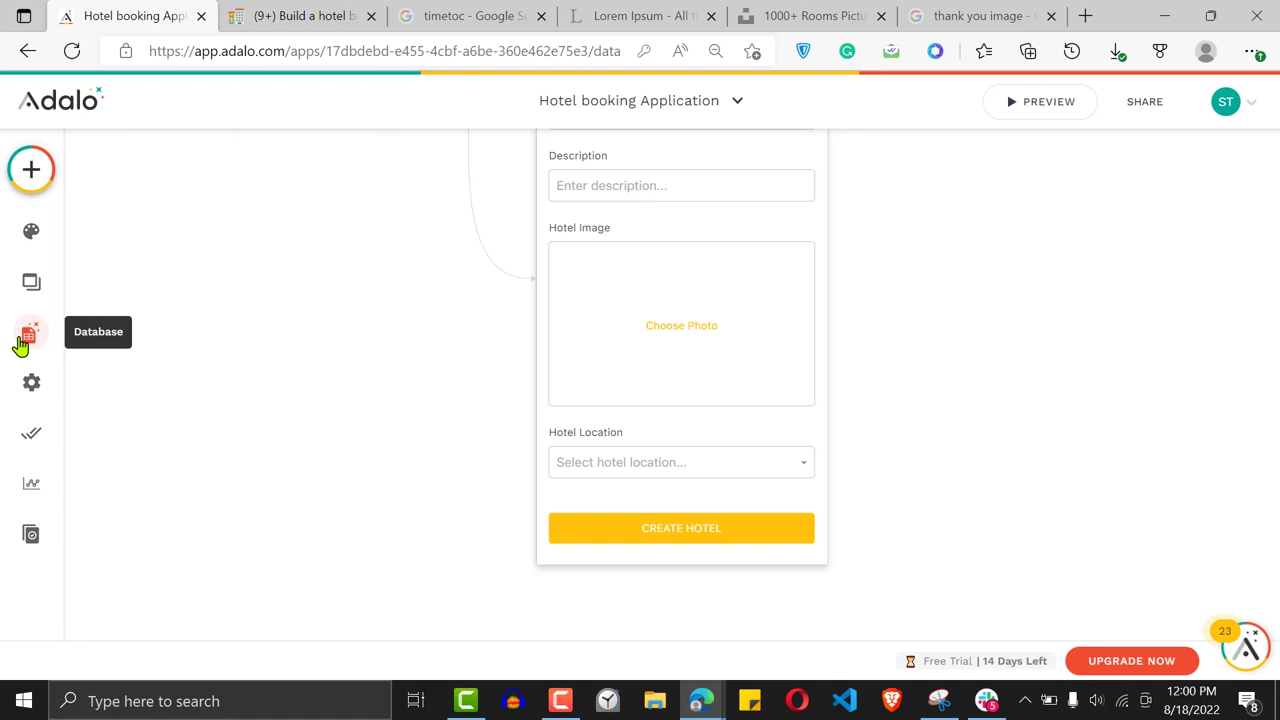 Hotel booking Appl
(9+) Build a hotel b
timetoc - Google Se
Lorem Ipsum - All t
1000+ Rooms Pictu
thank you image - G
https://app.adalo.com/apps/17dbdebd-e455-4cbf-a6be-360e462e75e3/data
Adalo
Hotel booking Application
PREVIEW
SHARE
ST
Description
Enter description...
Hotel Image
Choose Photo
Database
Hotel Location
Select hotel location...
CREATE HOTEL
23
Free Trial | 14 Days Left
UPGRADE NOW
Type here to search
5
12:00 PM
8/18/2022
8